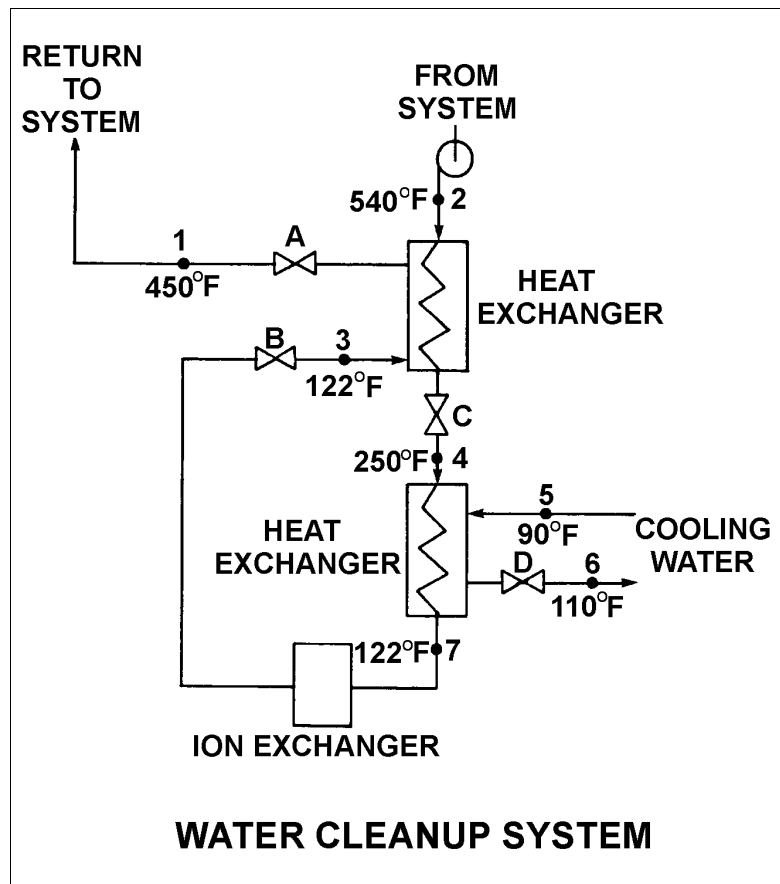 RETURN
TO
SYSTEM
FROM
SYSTEM
540°F 2
1
A
450°F
HEAT
EXCHANGER
B
3
122°F
C
250°F 4
HEAT
EXCHANGER
5
90°F
COOLING
WATER
D
6
110°F
122°F 7
ION EXCHANGER
WATER CLEANUP SYSTEM